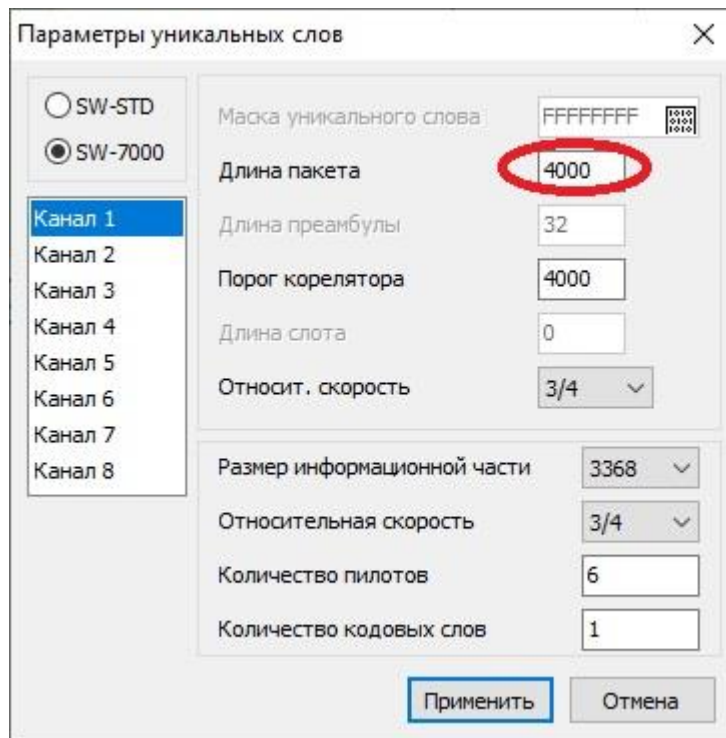 Параметры уникальных слов
SW-STD
SW-7000
Канал 1
Канал 2
Канал 3
Канал 4
Канал 5
Канал 6
Канал 7
Канал 8
Маска уникального слова FFFFFFFF
Длина пакета 4000
Длина преамбулы 32
Порог корелятора 4000
Длина слота 0
Относит. скорость 3/4
Размер информационной части 3368
Относительная скорость 3/4
Количество пилотов 6
Количество кодовых слов 1
Применить Отмена